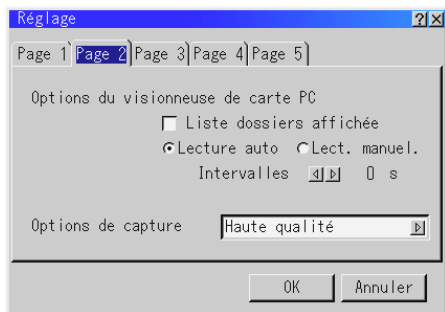 Réglage
Page 1 Page 2 Page 3 Page 4 Page 5
Options du visionneuse de carte PC
Liste dossiers affichée
Lecture auto Lect. manuel.
Intervalles 0 s
Options de capture Haute qualité
OK Annuler